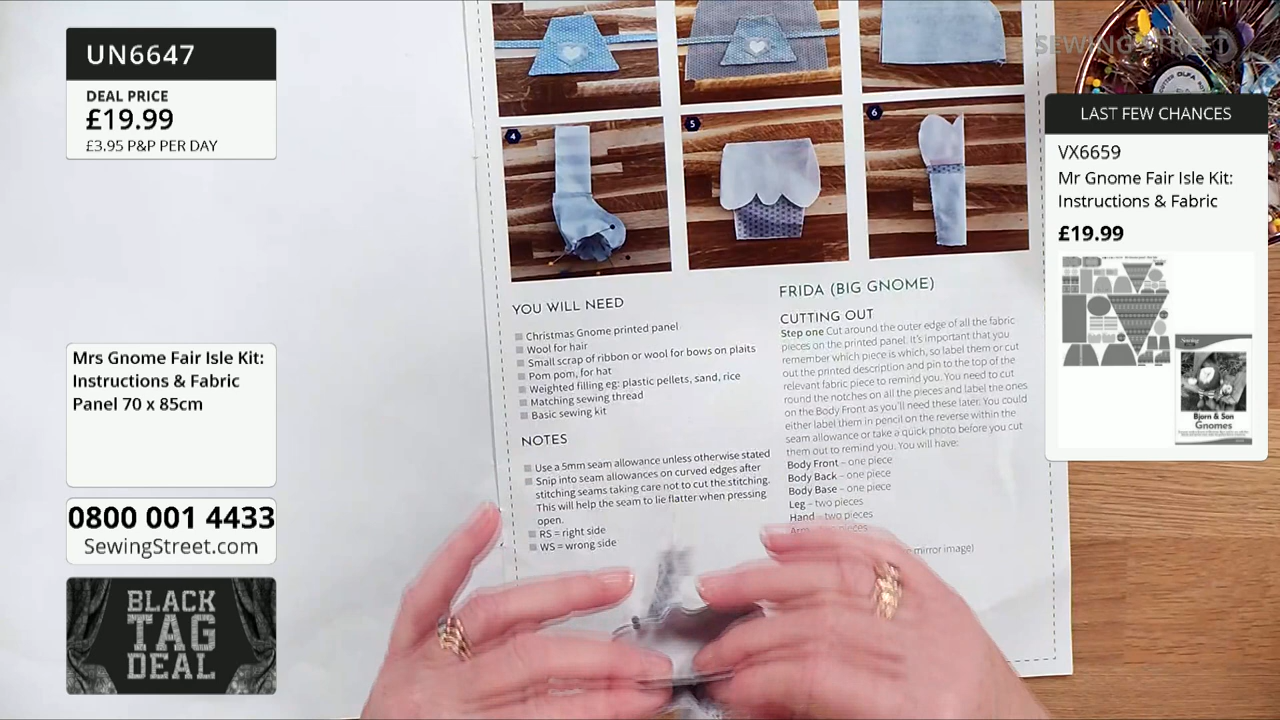 UN6647
DEAL PRICE
£19.99
£3.95 P&P PER DAY
Mrs Gnome Fair Isle Kit:
Instructions & Fabric
Panel 70 x 85cm
0800 001 4433
SewingStreet.com
BLACK
TAG
DEAL
4
5
6
YOU WILL NEED
Christmas Gnome printed panel
Wool for hair
Small scrap of ribbon or wool for bows on plaits
Pom pom, for hat
Weighted filling eg: plastic pellets, sand, rice
Matching sewing thread
Basic sewing kit
NOTES
Use a 5mm seam allowance unless otherwise stated
Snip into seam allowances on curved edges after
stitching seams taking care not to cut the stitching.
This will help the seam to lie flatter when pressing
open.
RS = right side
WS = wrong side
FRIDA (BIG GNOME)
CUTTING OUT
Step one Cut around the outer edge of all the fabric
pieces on the printed panel. It's important that you
remember which piece is which, so label them or cut
out the printed description and pin to the top of the
relevant fabric piece to remind you. You need to cut
round the notches on all the pieces and label the ones
on the Body Front as you'll need these later. You could
either label them in pencil on the reverse within the
seam allowance or take a quick photo before you cut
them out to remind you. You will have:
Body Front – one piece
Body Back – one piece
Body Base – one piece
Leg – two pieces
Hand – two pieces
mirror image)
SEWING STREET
OLFA
LAST FEW CHANCES
VX6659
Mr Gnome Fair Isle Kit:
Instructions & Fabric
£19.99
Bjorn & Son
Gnomes